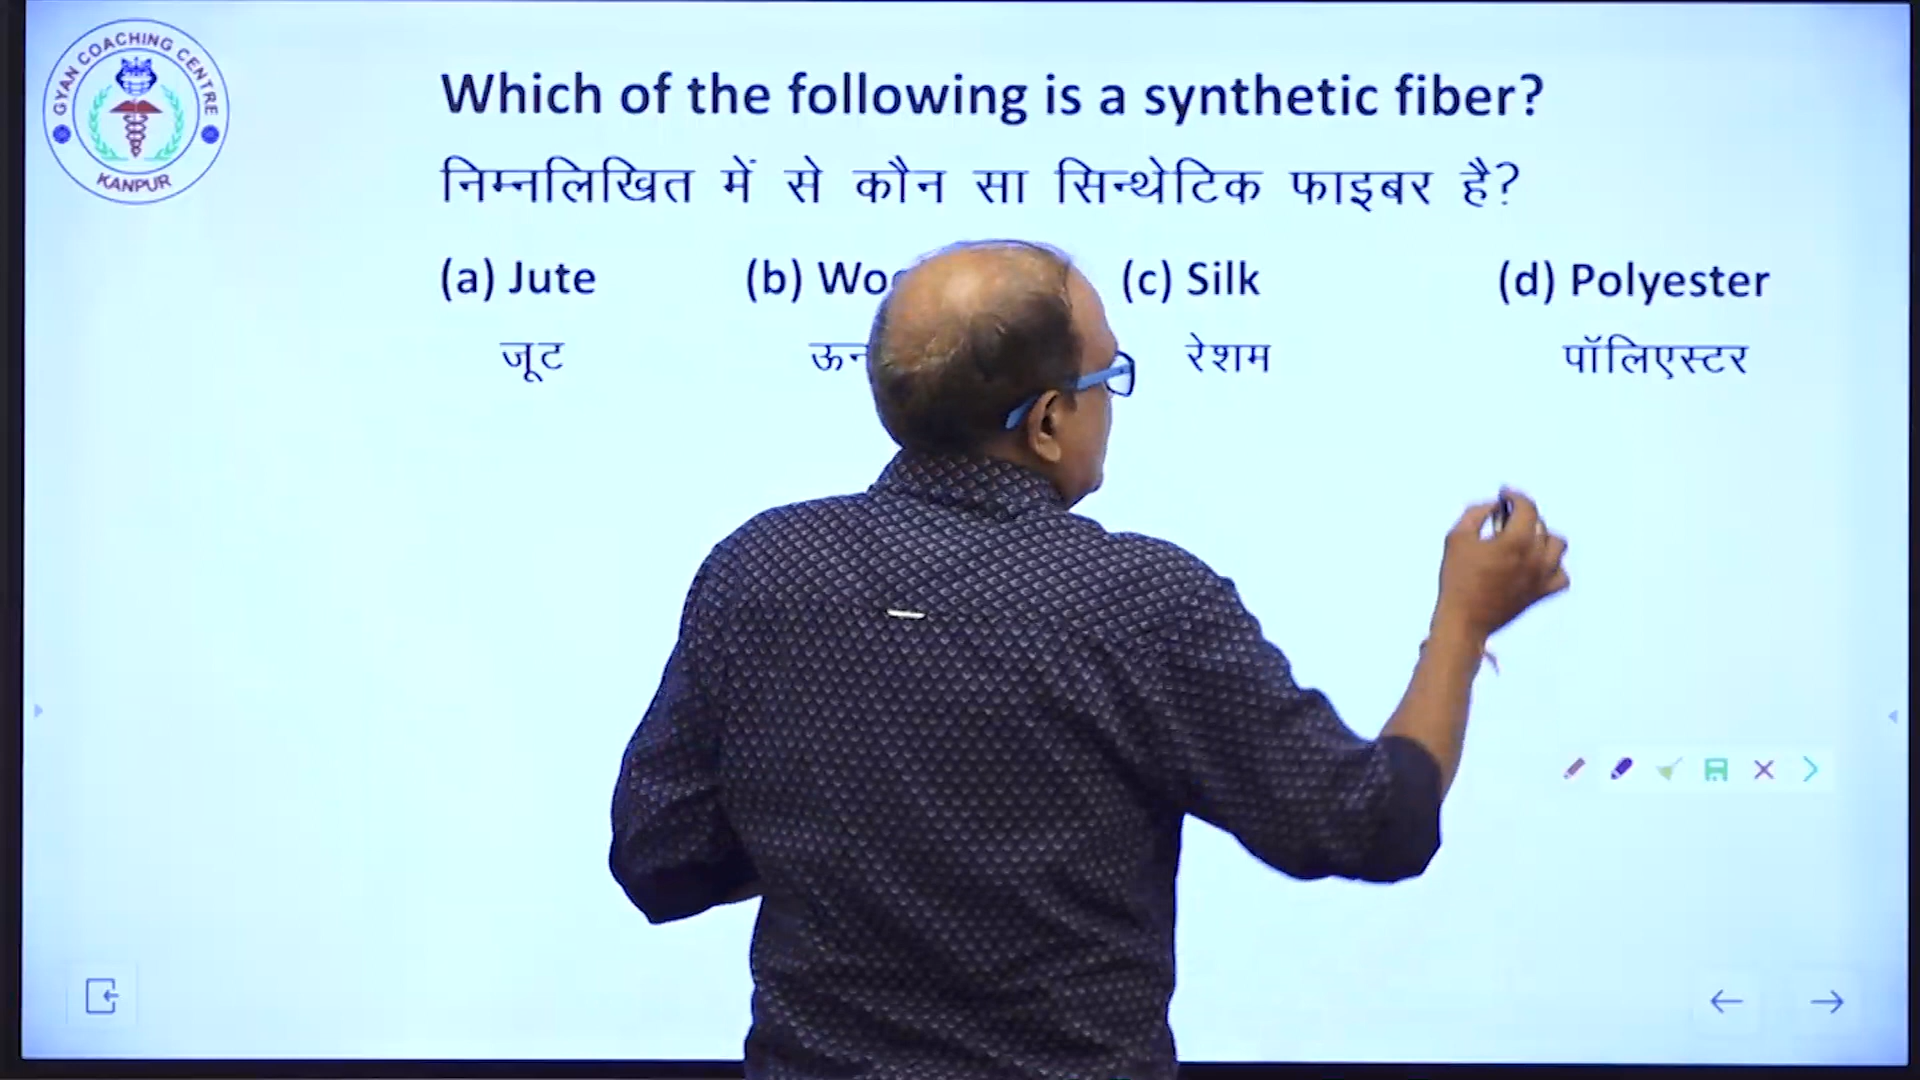 GYAN COACHING CENTRE
KANPUR
Which of the following is a synthetic fiber?
निम्नलिखित में से कौन सा सिन्थेटिक फाइबर है?
(a) Jute (b) (c) Silk (d) Polyester
जूट ऊन रेशम पॉलिएस्टर